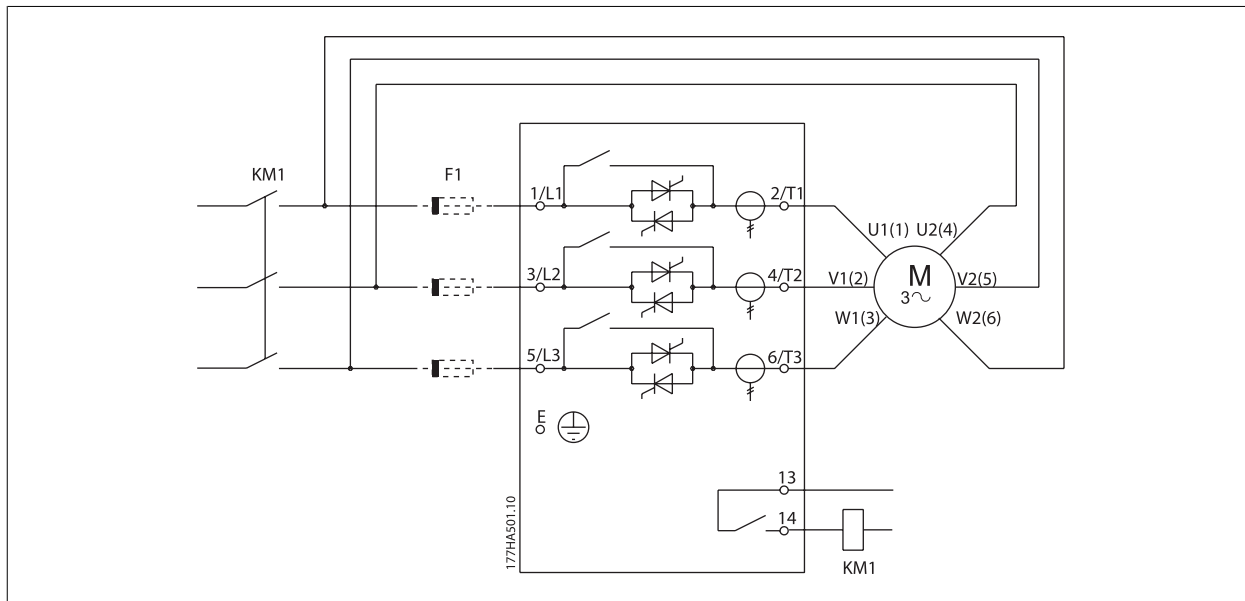 KM1
F1
1/L1
2/T1
U1(1)
U2(4)
3/L2
4/T2
V1(2)
M
3
V2(5)
W1(3)
W2(6)
5/L3
6/T3
E
13
14
KM1
177HA501.10